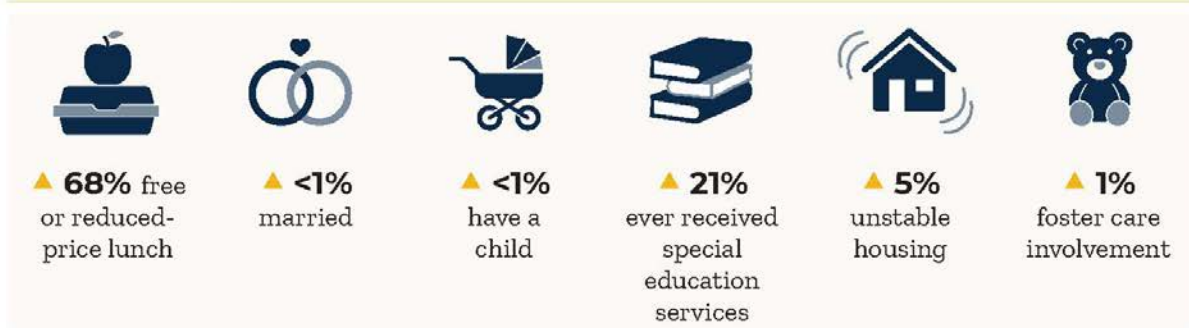 ▲ 68% free
or reduced-
price lunch
▲ <1%
married
▲ <1%
have a
child
▲ 21%
ever received
special
education
services
▲ 5%
unstable
housing
▲ 1%
foster care
involvement